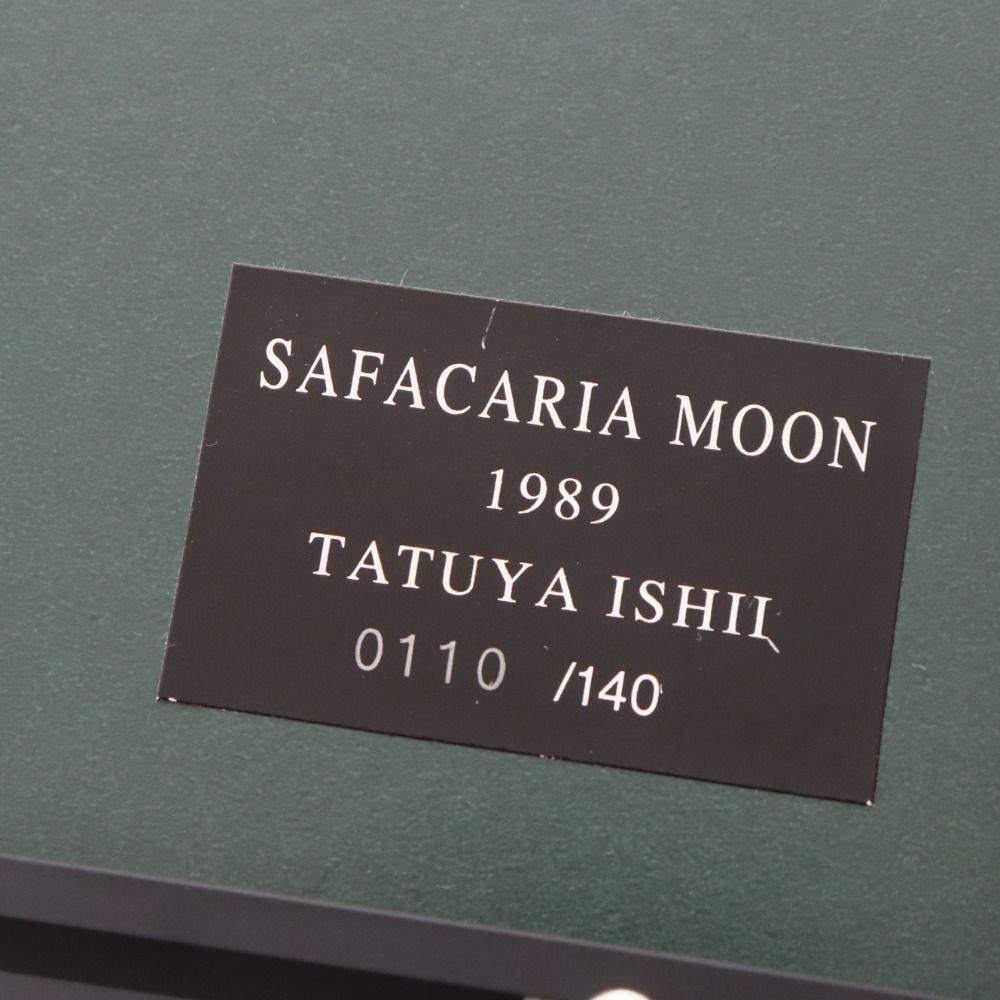 SAFACARIA MOON
1989
TATUYA ISHII
0110 /140